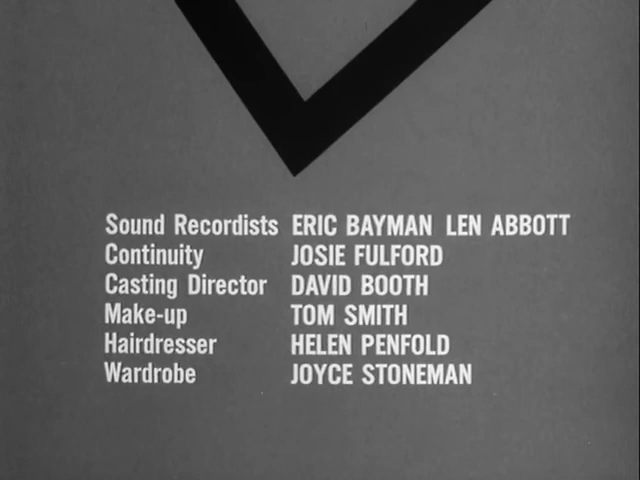 Sound Recordists ERIC BAYMAN LEN ABBOTT
Continuity JOSIE FULFORD
Casting Director DAVID BOOTH
Make-up TOM SMITH
Hairdresser HELEN PENFOLD
Wardrobe JOYCE STONEMAN